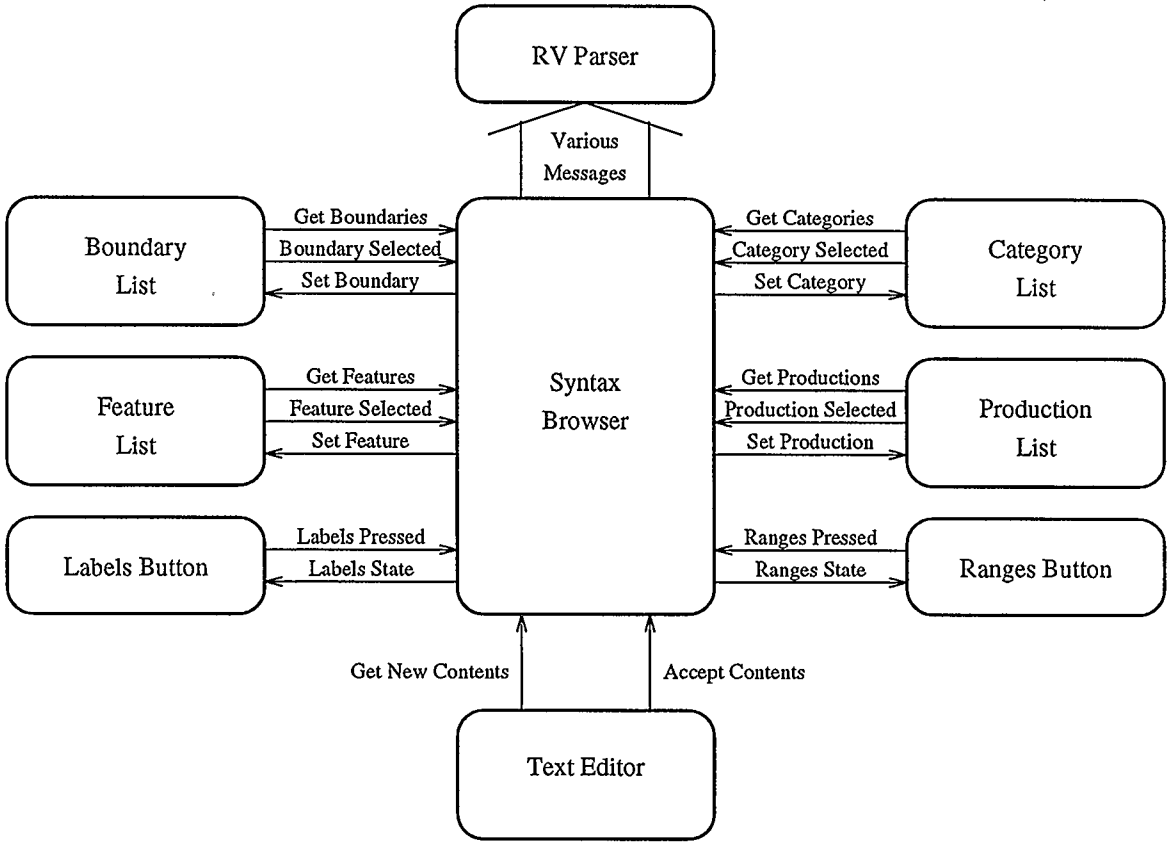 RV Parser
Various
Messages
Boundary
List
Get Boundaries
Boundary Selected
Set Boundary
Get Categories
Category Selected
Set Category
Category
List
Feature
List
Get Features
Feature Selected
Set Feature
Syntax
Browser
Get Productions
Production Selected
Set Production
Production
List
Labels Button
Labels Pressed
Labels State
Ranges Pressed
Ranges State
Ranges Button
Get New Contents
Accept Contents
Text Editor